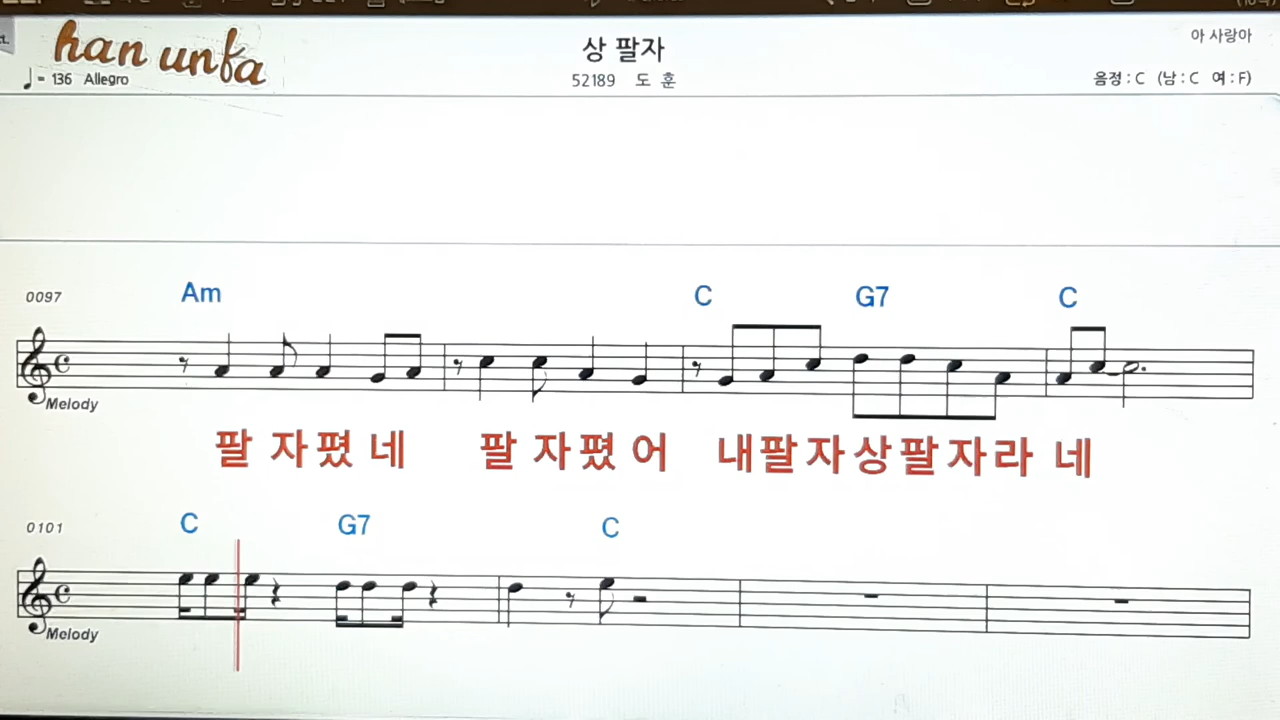 han unfa
상 팔자
아 사랑아
♩= 136 Allegro
52189 도 훈
음정 : C (남 : C 여 : F)
0097
Am C G7 C
Melody
팔 자폈 네 팔 자폈 어 내팔자상팔자라 네
0101
C G7 C
Melody